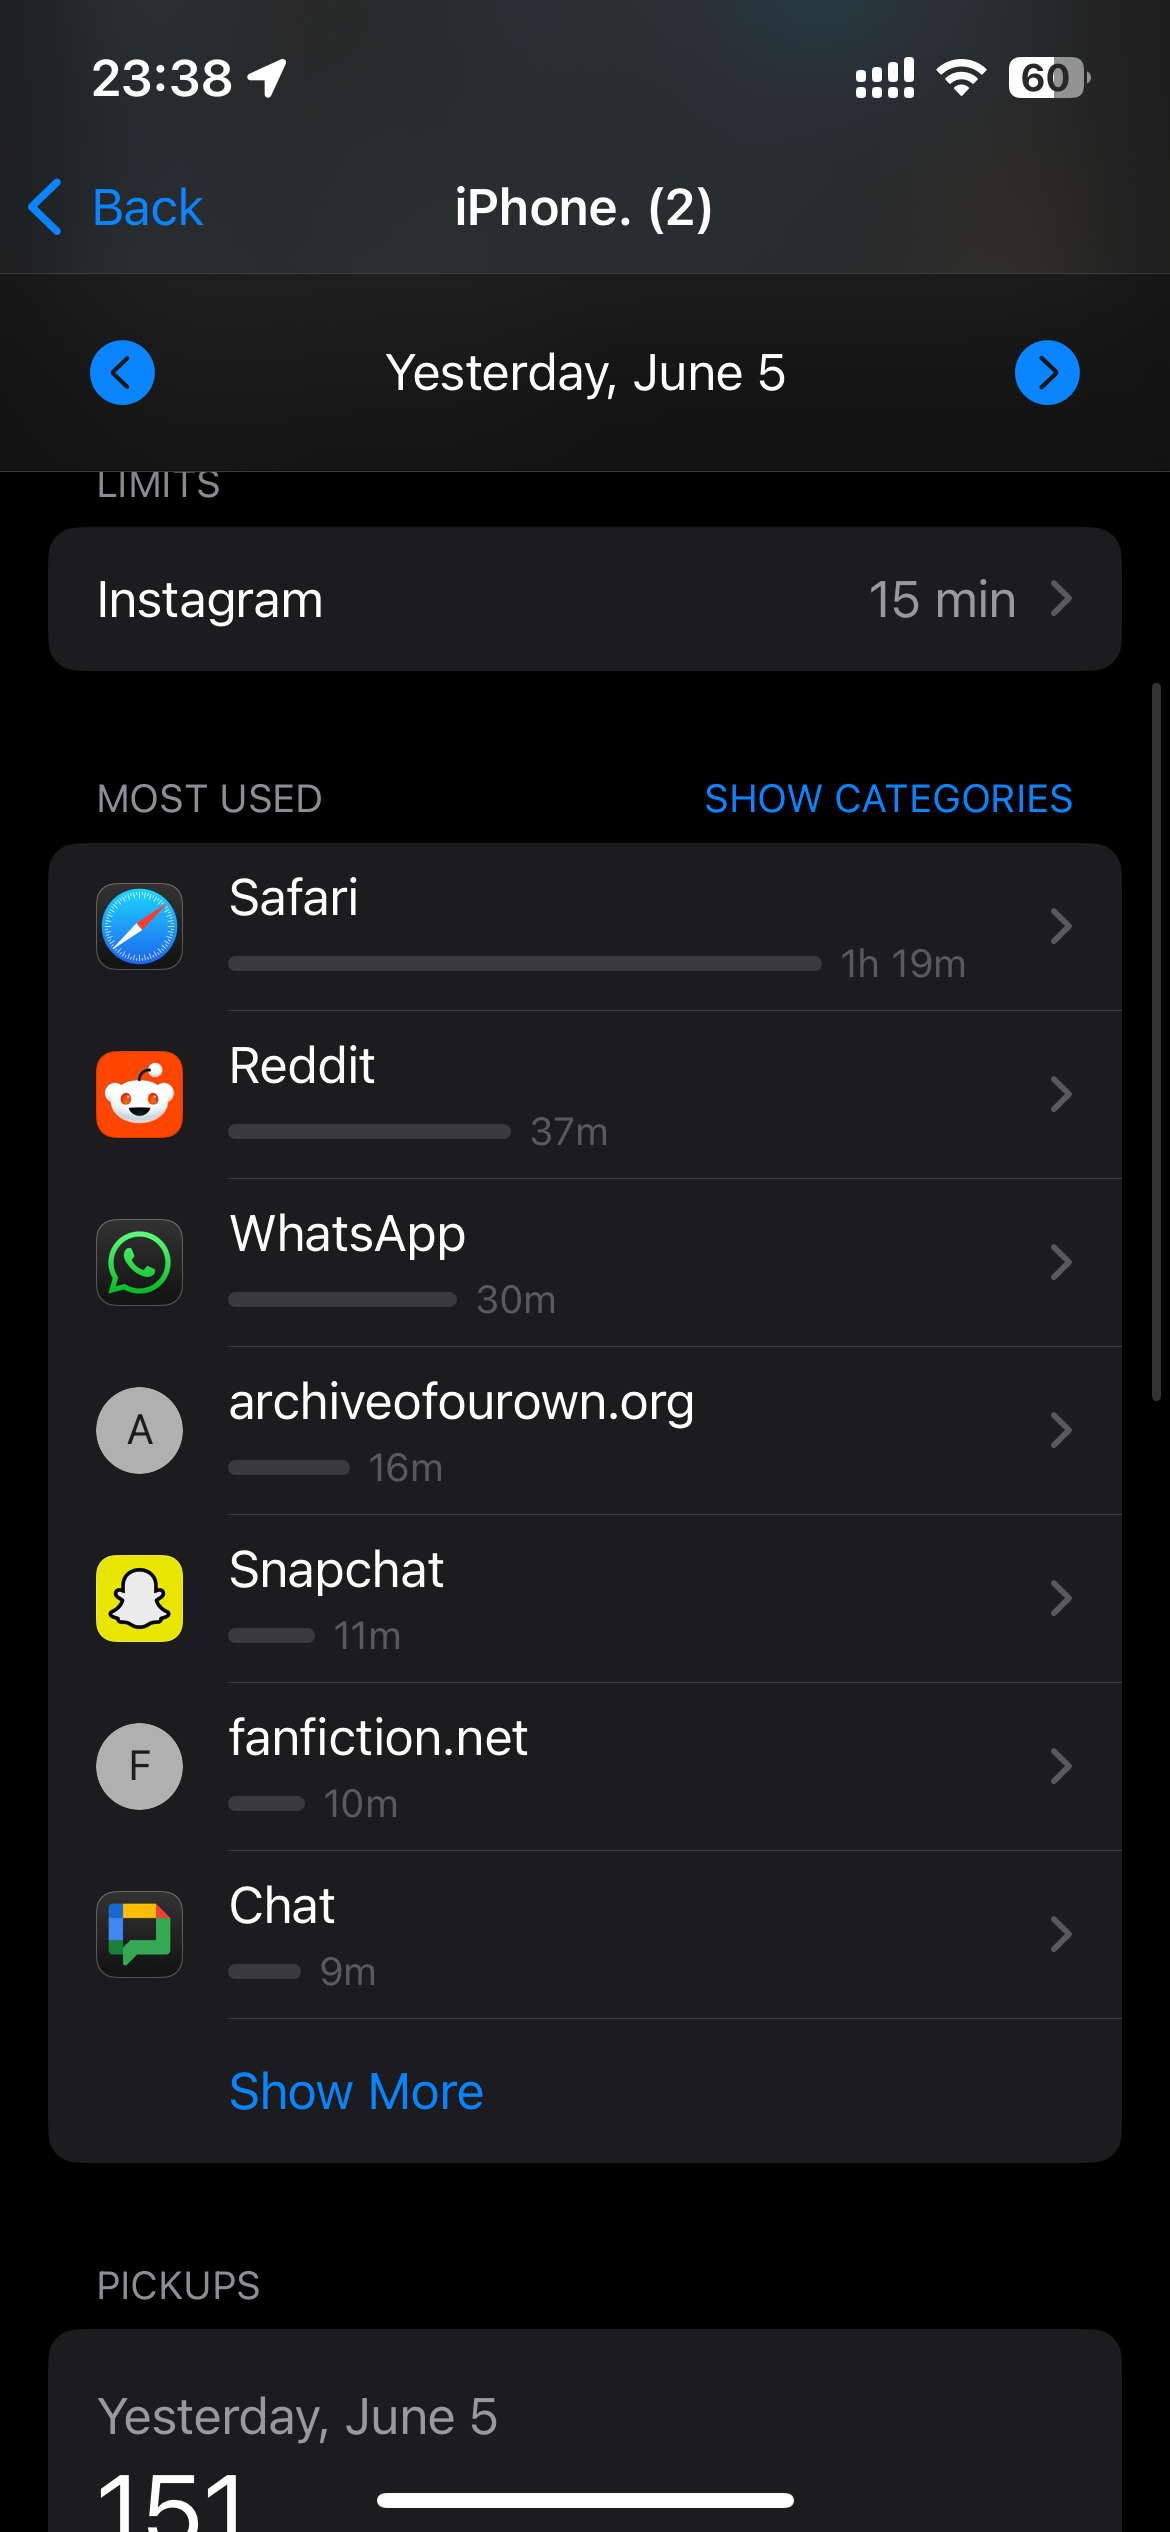 23:38
60
Back
iPhone. (2)
Yesterday, June 5
LIMITS
Instagram
15 min
MOST USED
SHOW CATEGORIES
Safari
1h 19m
Reddit
37m
WhatsApp
30m
A
archiveofourown.org
16m
Snapchat
11m
F
fanfiction.net
10m
Chat
9m
Show More
PICKUPS
Yesterday, June 5
151